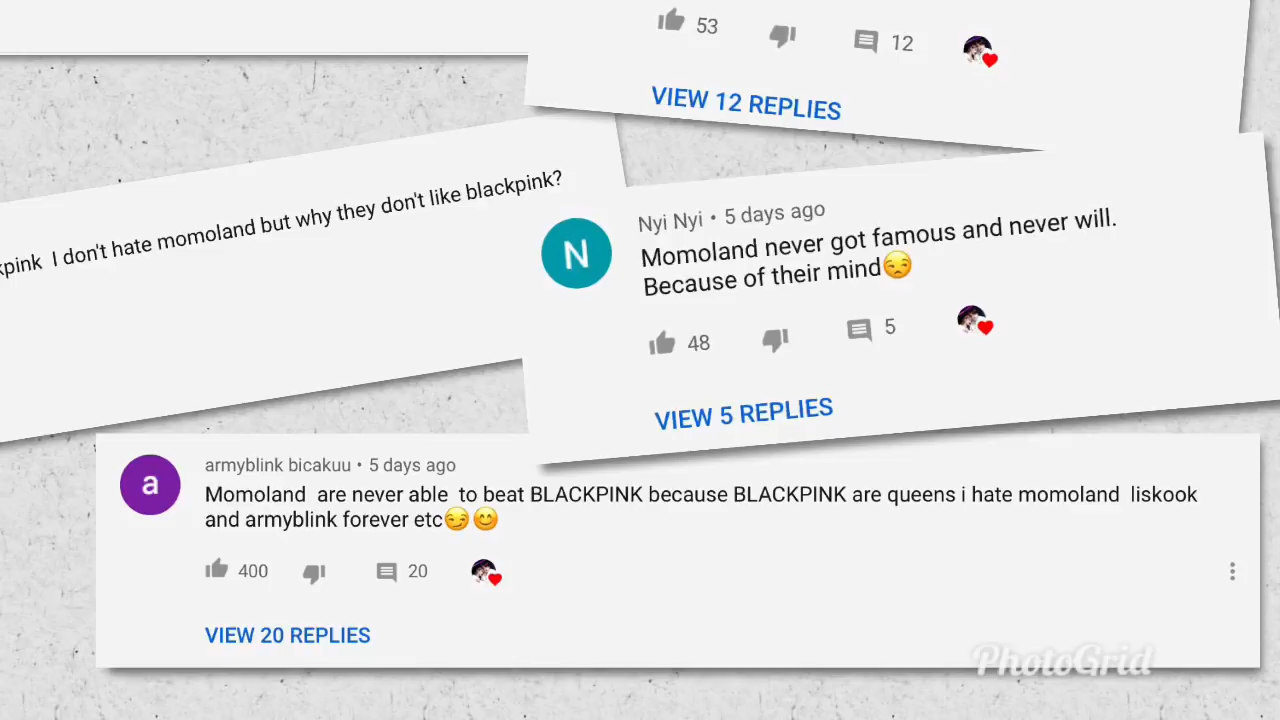 53
12
VIEW 12 REPLIES
kpink I don't hate momoland but why they don't like blackpink?
N
Nyi Nyi • 5 days ago
Momoland never got famous and never will.
Because of their mind😒
48
5
VIEW 5 REPLIES
a
armyblink bicakuu • 5 days ago
Momoland are never able to beat BLACKPINK because BLACKPINK are queens i hate momoland liskook
and armyblink forever etc😏😊
400
20
VIEW 20 REPLIES
PhotoGrid